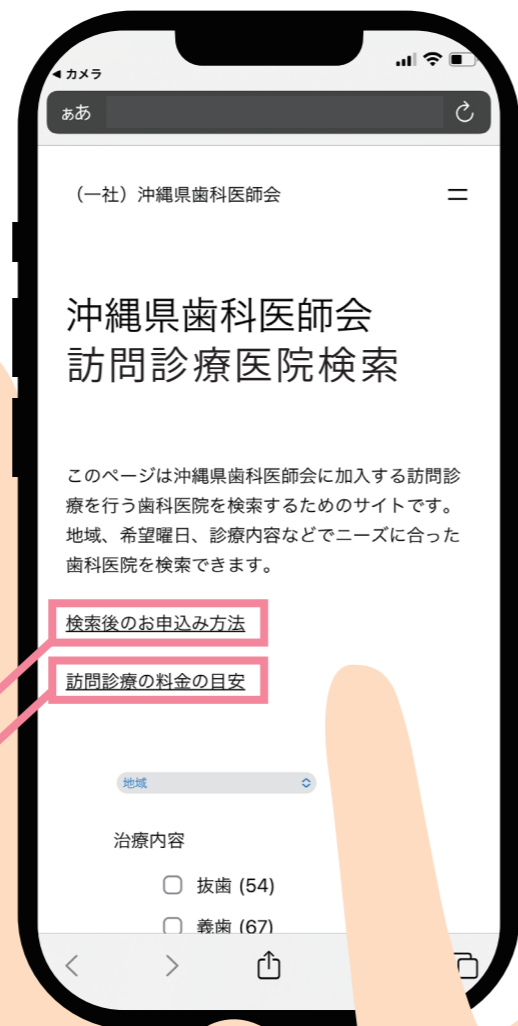 ◀ カメラ
ぁあ
（一社）沖縄県歯科医師会
沖縄県歯科医師会
訪問診療医院検索
このページは沖縄県歯科医師会に加入する訪問診
療を行う歯科医院を検索するためのサイトです。
地域、希望曜日、診療内容などでニーズに合った
歯科医院を検索できます。
検索後のお申込み方法
訪問診療の料金の目安
地域
治療内容
抜歯 (54)
義歯 (67)